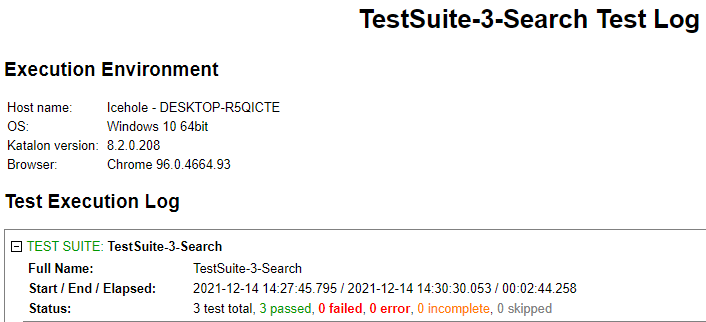 TestSuite-3-Search Test Log
Execution Environment
Host name: Icehole - DESKTOP-R5QICTE
OS: Windows 10 64bit
Katalon version: 8.2.0.208
Browser: Chrome 96.0.4664.93
Test Execution Log
TEST SUITE: TestSuite-3-Search
Full Name: TestSuite-3-Search
Start / End / Elapsed: 2021-12-14 14:27:45.795 / 2021-12-14 14:30:30.053 / 00:02:44.258
Status: 3 test total, 3 passed, 0 failed, 0 error, 0 incomplete, 0 skipped